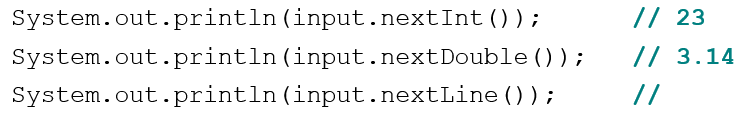 System.out.println(input.nextInt());      // 23
System.out.println(input.nextDouble());   // 3.14
System.out.println(input.nextLine());     //